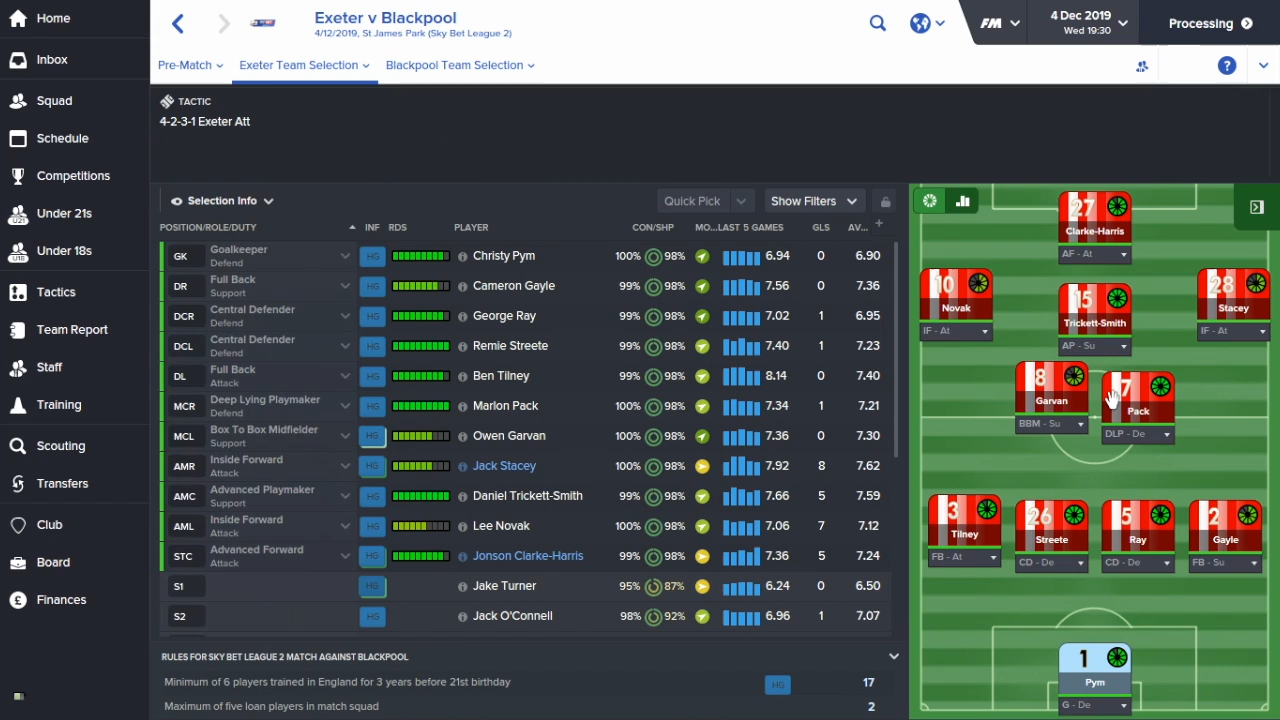 Home
Inbox
Squad
Schedule
Competitions
Under 21s
Under 18s
Tactics
Team Report
Staff
Training
Scouting
Transfers
Club
Board
Finances
Exeter v Blackpool
4/12/2019, St James Park (Sky Bet League 2)
FM
4 Dec 2019
Wed 19:30
Processing
Pre-Match
Exeter Team Selection
Blackpool Team Selection
?
TACTIC
4-2-3-1 Exeter Att
Selection Info
Quick Pick
Show Filters
POSITION/ROLE/DUTY INF RDS PLAYER CON/SHP MO... LAST 5 GAMES GLS AV... +
GK Goalkeeper Defend HG Christy Pym 100% 98% 6.94 0 6.90
DR Full Back Support HG Cameron Gayle 99% 98% 7.56 0 7.36
DCR Central Defender Defend HG George Ray 99% 98% 7.02 1 6.95
DCL Central Defender Defend HG Remie Streete 99% 98% 7.40 1 7.23
DL Full Back Attack HG Ben Tilney 99% 98% 8.14 0 7.40
MCR Deep Lying Playmaker Defend HG Marlon Pack 100% 98% 7.34 1 7.21
MCL Box To Box Midfielder Support HG Owen Garvan 100% 98% 7.36 0 7.30
AMR Inside Forward Attack HG Jack Stacey 100% 98% 7.92 8 7.62
AMC Advanced Playmaker Support HG Daniel Trickett-Smith 99% 98% 7.66 5 7.59
AML Inside Forward Attack HG Lee Novak 100% 98% 7.06 7 7.12
STC Advanced Forward Attack HG Jonson Clarke-Harris 99% 98% 7.36 5 7.24
S1 HG Jake Turner 95% 87% 6.24 0 6.50
S2 HG Jack O'Connell 98% 92% 6.96 1 7.07
RULES FOR SKY BET LEAGUE 2 MATCH AGAINST BLACKPOOL
Minimum of 6 players trained in England for 3 years before 21st birthday HG 17
Maximum of five loan players in match squad 2
27
Clarke-Harris
AF - At
10
Novak
IF - At
15
Trickett-Smith
AP - Su
28
Stacey
IF - At
8
Garvan
BBM - Su
7
Pack
DLP - De
3
Tilney
FB - At
26
Streete
CD - De
5
Ray
CD - De
2
Gayle
FB - Su
1
Pym
G - De